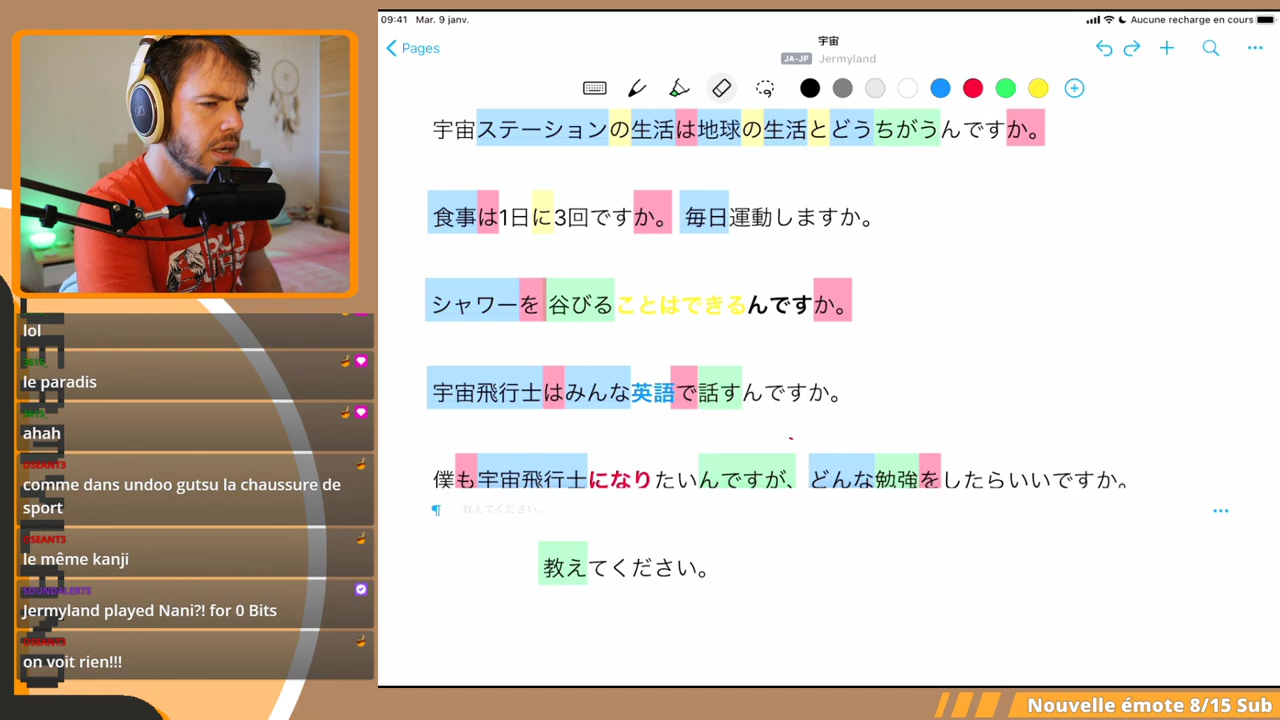 09:41 Mar. 9 janv.
Aucune recharge en cours
Pages
宇宙
JA-JP Jermyland
宇宙ステーションの生活は地球の生活とどうちがうんですか。
食事は1日に3回ですか。 毎日運動しますか。
シャワーを谷びることはできるんですか。
宇宙飛行士はみんな英語で話すんですか。
僕も宇宙飛行士になりたいんですが、どんな勉強をしたらいいですか。
教えてください。
教えてください。
lol
le paradis
ahah
OSEANT3
comme dans undoo gutsu la chaussure de
sport
OSEANT3
le même kanji
SOUNDALERTS
Jermyland played Nani?! for 0 Bits
OSEANT3
on voit rien!!!
Nouvelle émote 8/15 Sub